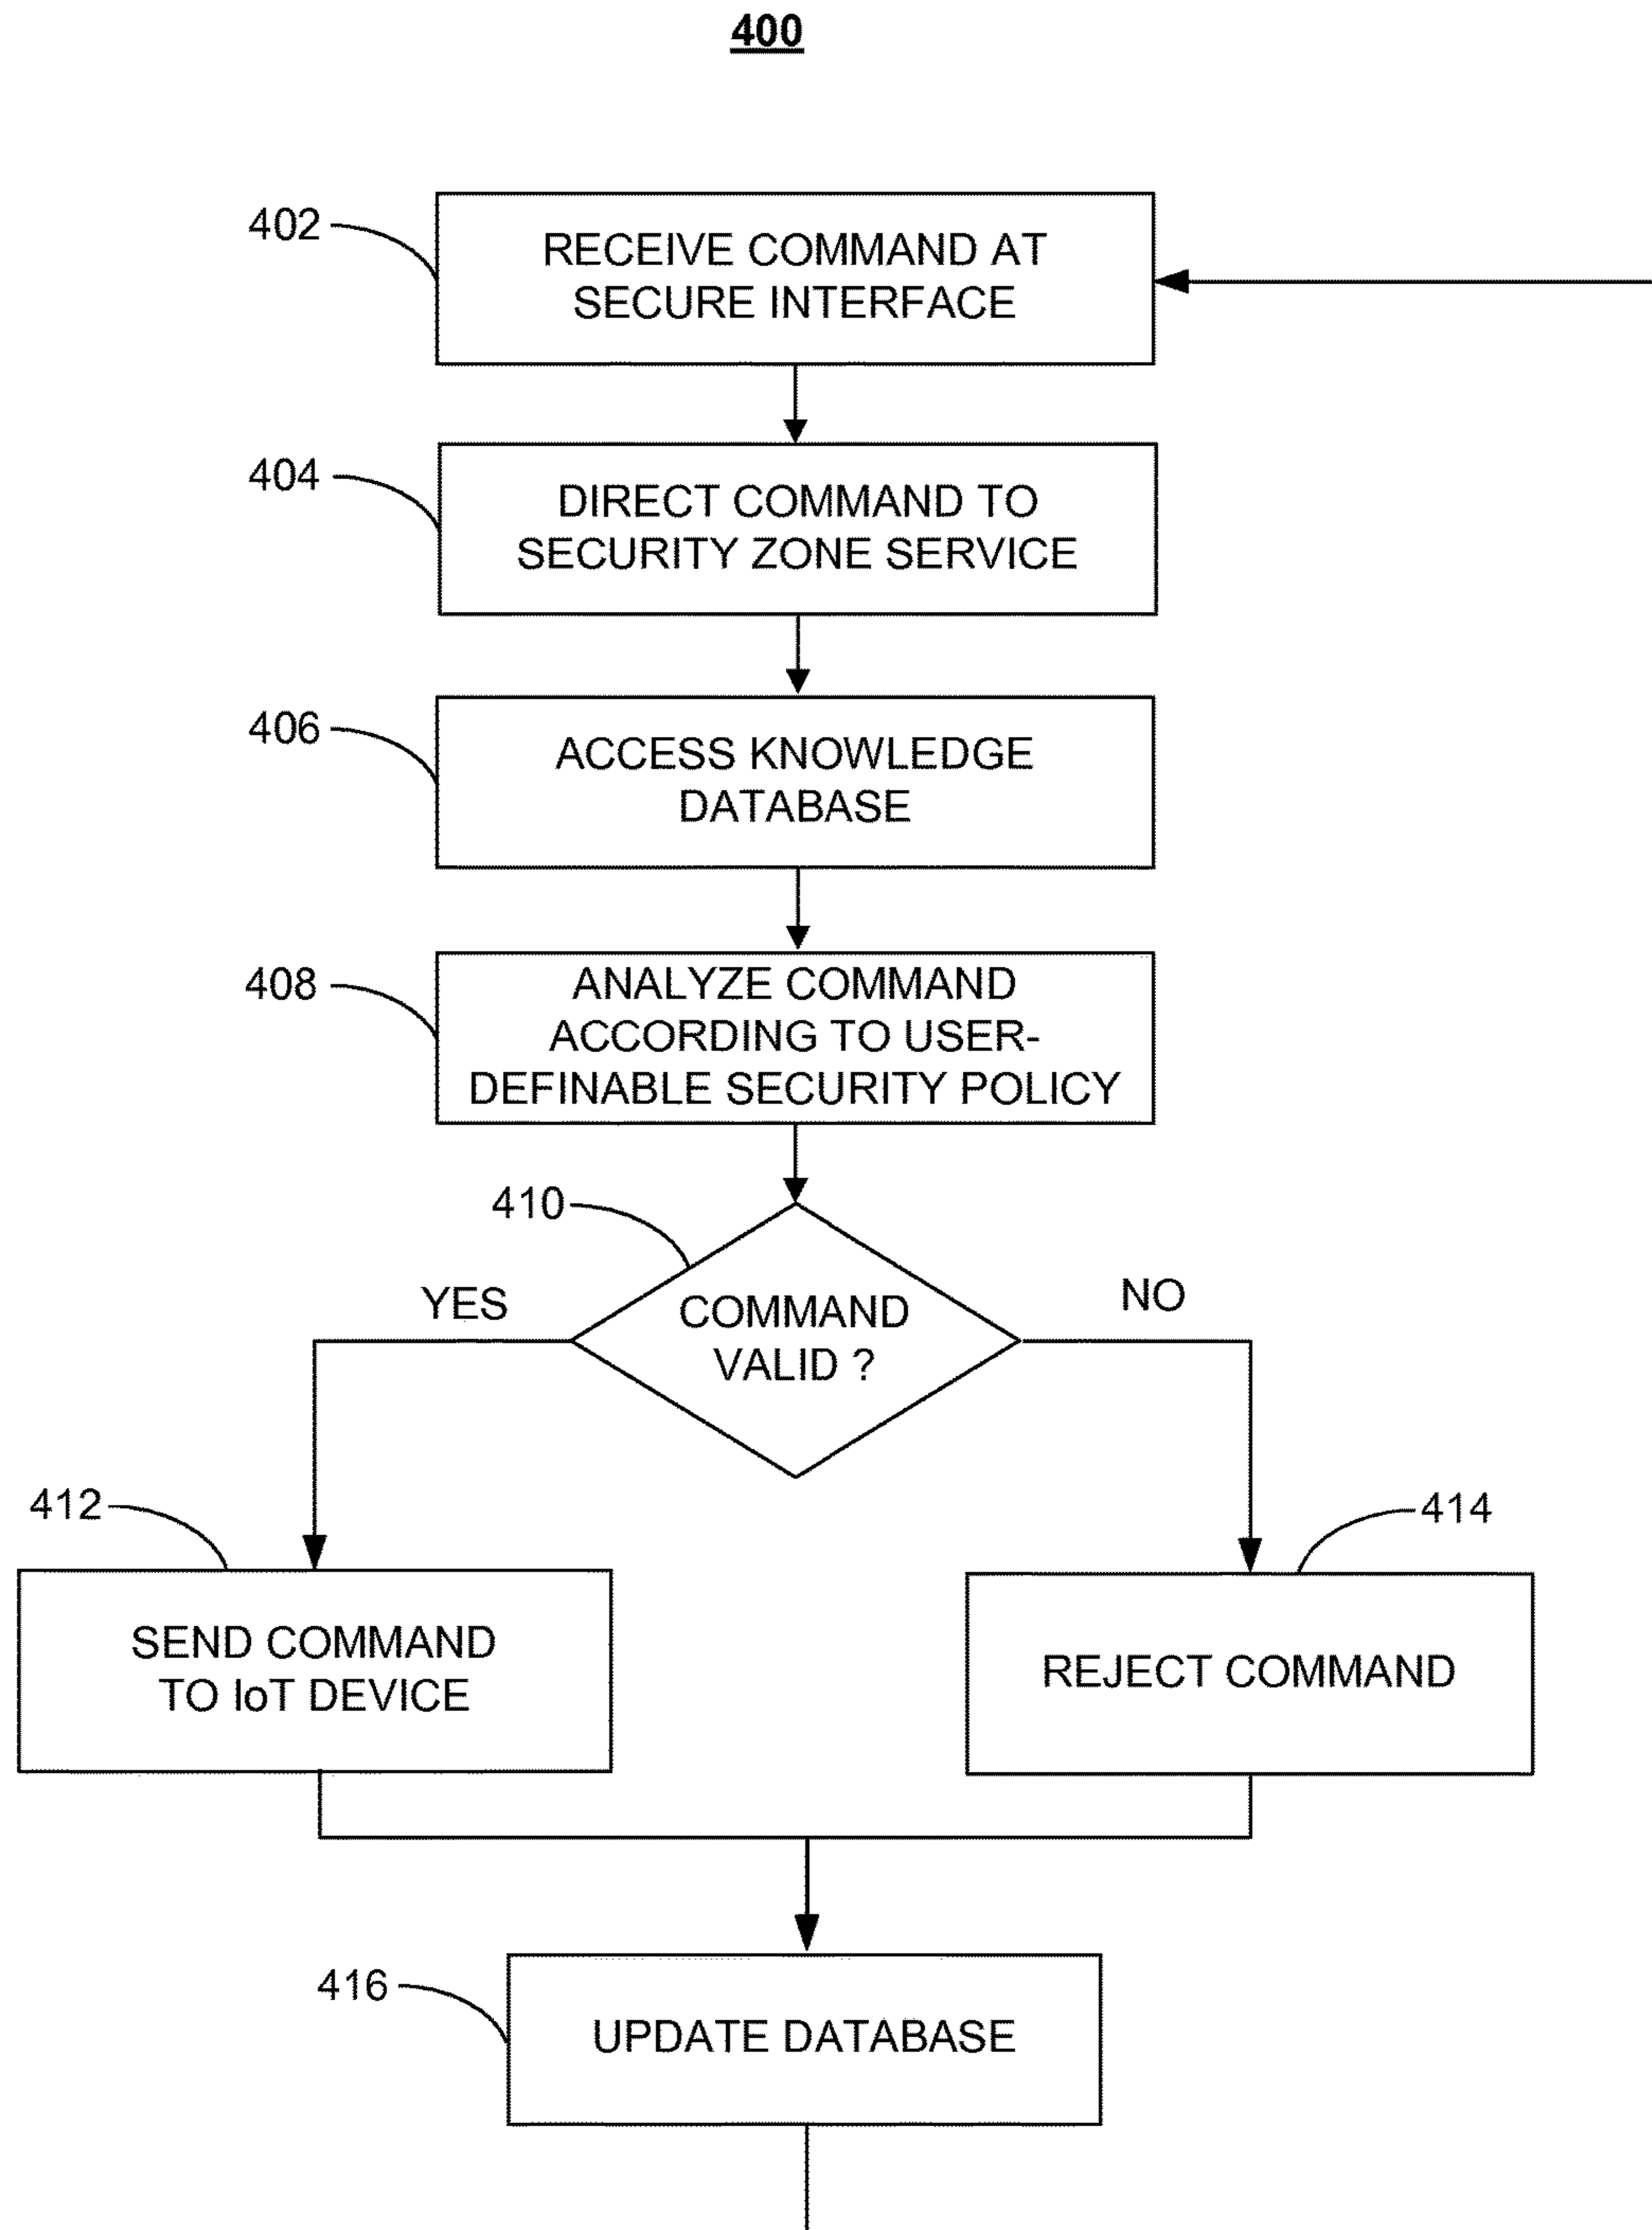 400
402
RECEIVE COMMAND AT
SECURE INTERFACE
404
DIRECT COMMAND TO
SECURITY ZONE SERVICE
406
ACCESS KNOWLEDGE
DATABASE
408
ANALYZE COMMAND
ACCORDING TO USER-
DEFINABLE SECURITY POLICY
410
YES
COMMAND
VALID ?
NO
412
SEND COMMAND
TO IoT DEVICE
414
REJECT COMMAND
416
UPDATE DATABASE